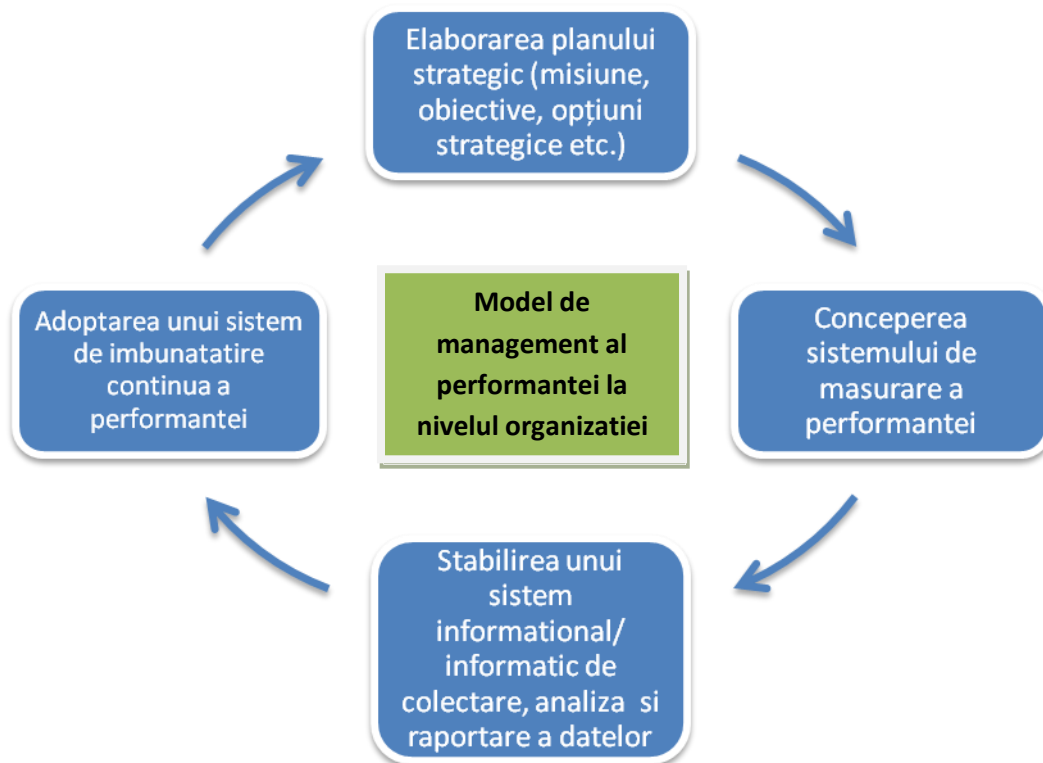 Elaborarea planului
strategic (misiune,
obiective, opțiuni
strategice etc.)
Adoptarea unui sistem
de imbunatatire
continua a
performantei
Model de
management al
performantei la
nivelul organizatiei
Conceperea
sistemului de
masurare a
performantei
Stabilirea unui
sistem
informational/
informatic de
colectare, analiza si
raportare a datelor